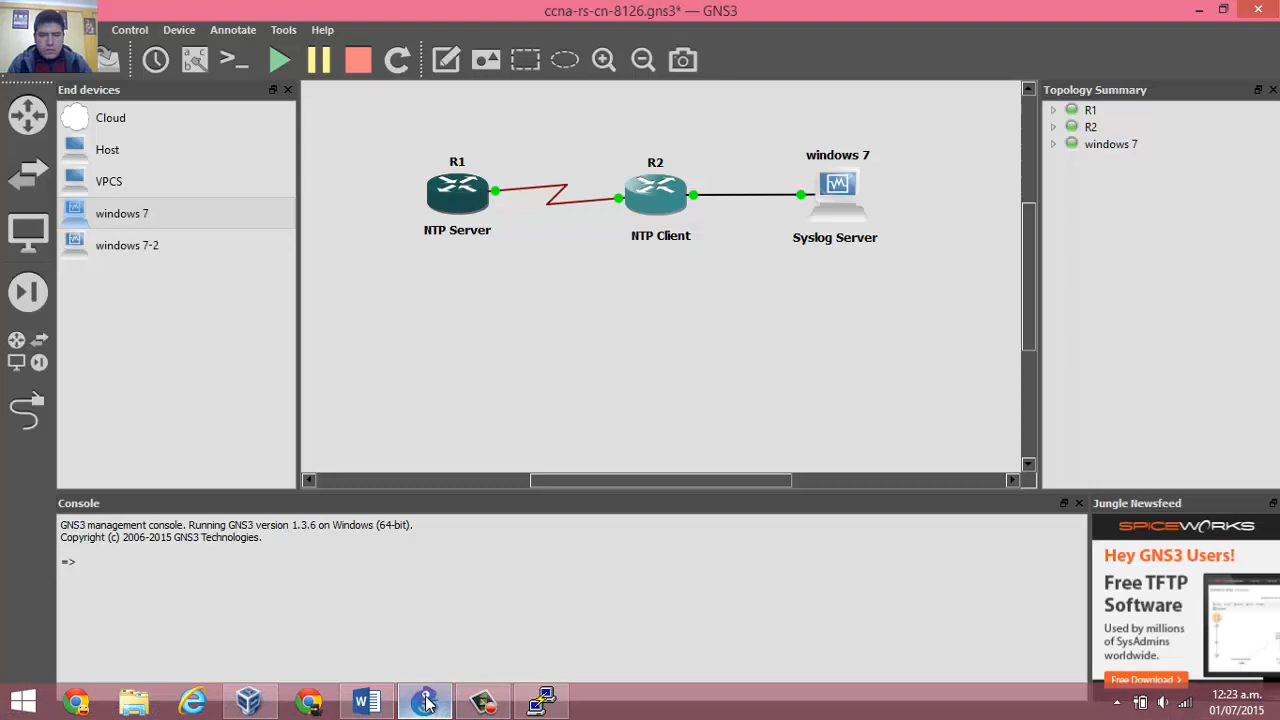 ccna-rs-cn-8126.gns3* — GNS3
Control Device Annotate Tools Help
End devices
Cloud
Host
VPCS
windows 7
windows 7-2
R1
NTP Server
R2
NTP Client
windows 7
Syslog Server
Topology Summary
R1
R2
windows 7
Console
GNS3 management console. Running GNS3 version 1.3.6 on Windows (64-bit).
Copyright (c) 2006-2015 GNS3 Technologies.
=>
Jungle Newsfeed
SPICEWORKS
Hey GNS3 Users!
Free TFTP
Software
Used by millions
of SysAdmins
worldwide.
Free Download >
12:23 a.m.
01/07/2015